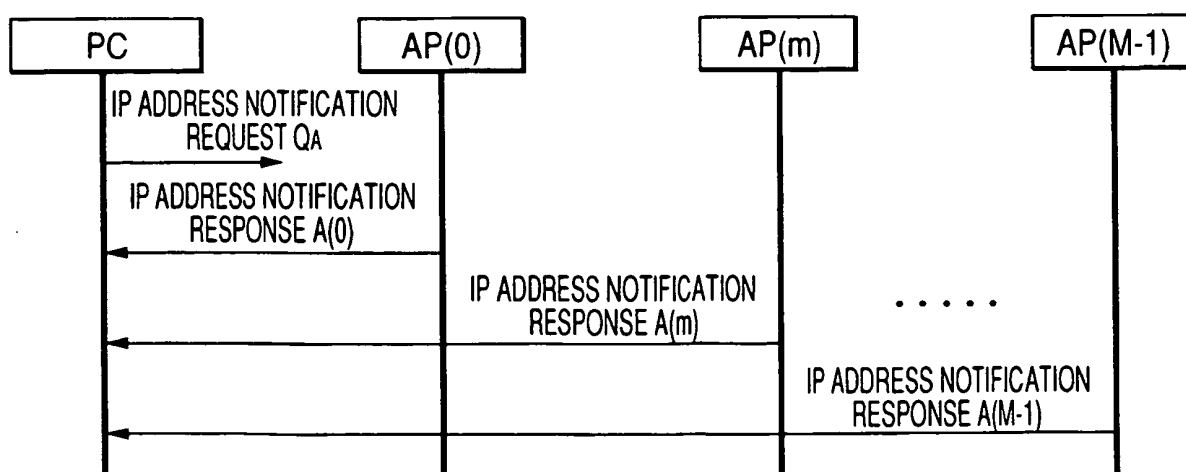 PC
AP(0)
AP(m)
AP(M-1)
IP ADDRESS NOTIFICATION
REQUEST QA
IP ADDRESS NOTIFICATION
RESPONSE A(0)
IP ADDRESS NOTIFICATION
RESPONSE A(m)
.....
IP ADDRESS NOTIFICATION
RESPONSE A(M-1)